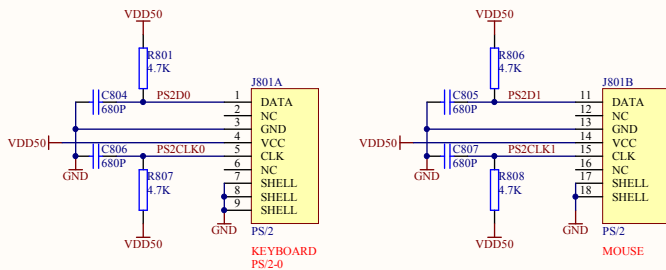 VDD50
VDD50
R801
4.7K
J801A
R806
4.7K
J801B
C804
PS2D0
680P
1
DATA
2
NC
3
GND
VDD50
4
VCC
C806
PS2CLK0
680P
5
CLK
6
NC
GND
7
SHELL
8
SHELL
9
SHELL
R807
4.7K
GND
PS/2
VDD50
KEYBOARD
PS/2-0
C805
PS2D1
680P
11
DATA
12
NC
13
GND
VDD50
14
VCC
C807
PS2CLK1
680P
15
CLK
16
NC
GND
17
SHELL
18
SHELL
R808
4.7K
GND
PS/2
VDD50
MOUSE